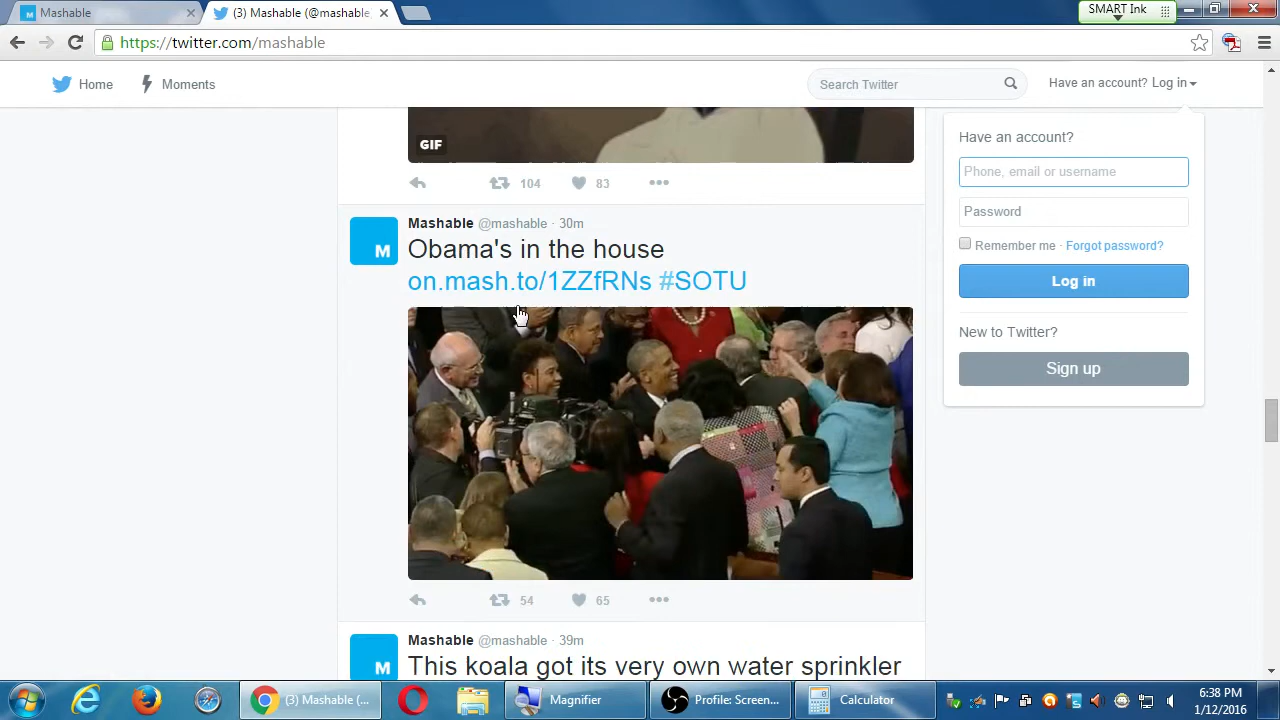 Mashable
(3) Mashable (@mashable
SMART Ink
https://twitter.com/mashable
Home
Moments
Search Twitter
Have an account? Log in
GIF
104
83
Have an account?
Phone, email or username
Password
Remember me · Forgot password?
Log in
New to Twitter?
Sign up
Mashable @mashable · 30m
Obama's in the house
on.mash.to/1ZZfRNs #SOTU
54
65
Mashable @mashable · 39m
This koala got its very own water sprinkler
M
M
M
(3) Mashable (...
Magnifier
Profile: Screen...
Calculator
6:38 PM
1/12/2016